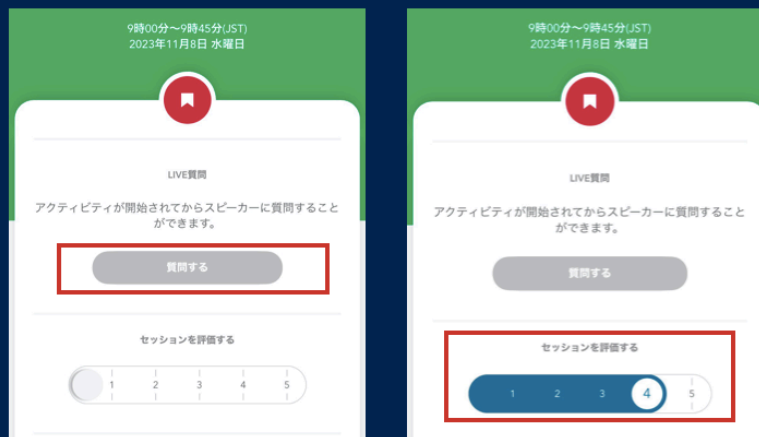 9時00分〜9時45分(JST)
2023年11月8日 水曜日
LIVE質問
アクティビティが開始されてからスピーカーに質問すること
ができます。
質問する
セッションを評価する
1 2 3 4 5
9時00分〜9時45分(JST)
2023年11月8日 水曜日
LIVE質問
アクティビティが開始されてからスピーカーに質問すること
ができます。
質問する
セッションを評価する
1 2 3 4 5